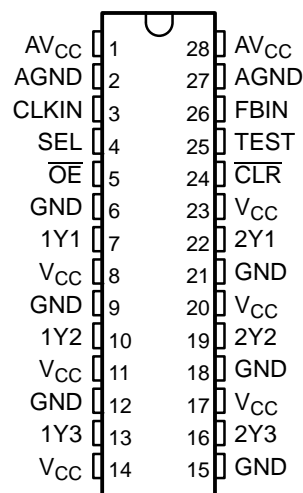 AVCC 1 28 AVCC
AGND 2 27 AGND
CLKIN 3 26 FBIN
SEL 4 25 TEST
O̅E̅ 5 24 C̅L̅R̅
GND 6 23 VCC
1Y1 7 22 2Y1
VCC 8 21 GND
GND 9 20 VCC
1Y2 10 19 2Y2
VCC 11 18 GND
GND 12 17 VCC
1Y3 13 16 2Y3
VCC 14 15 GND